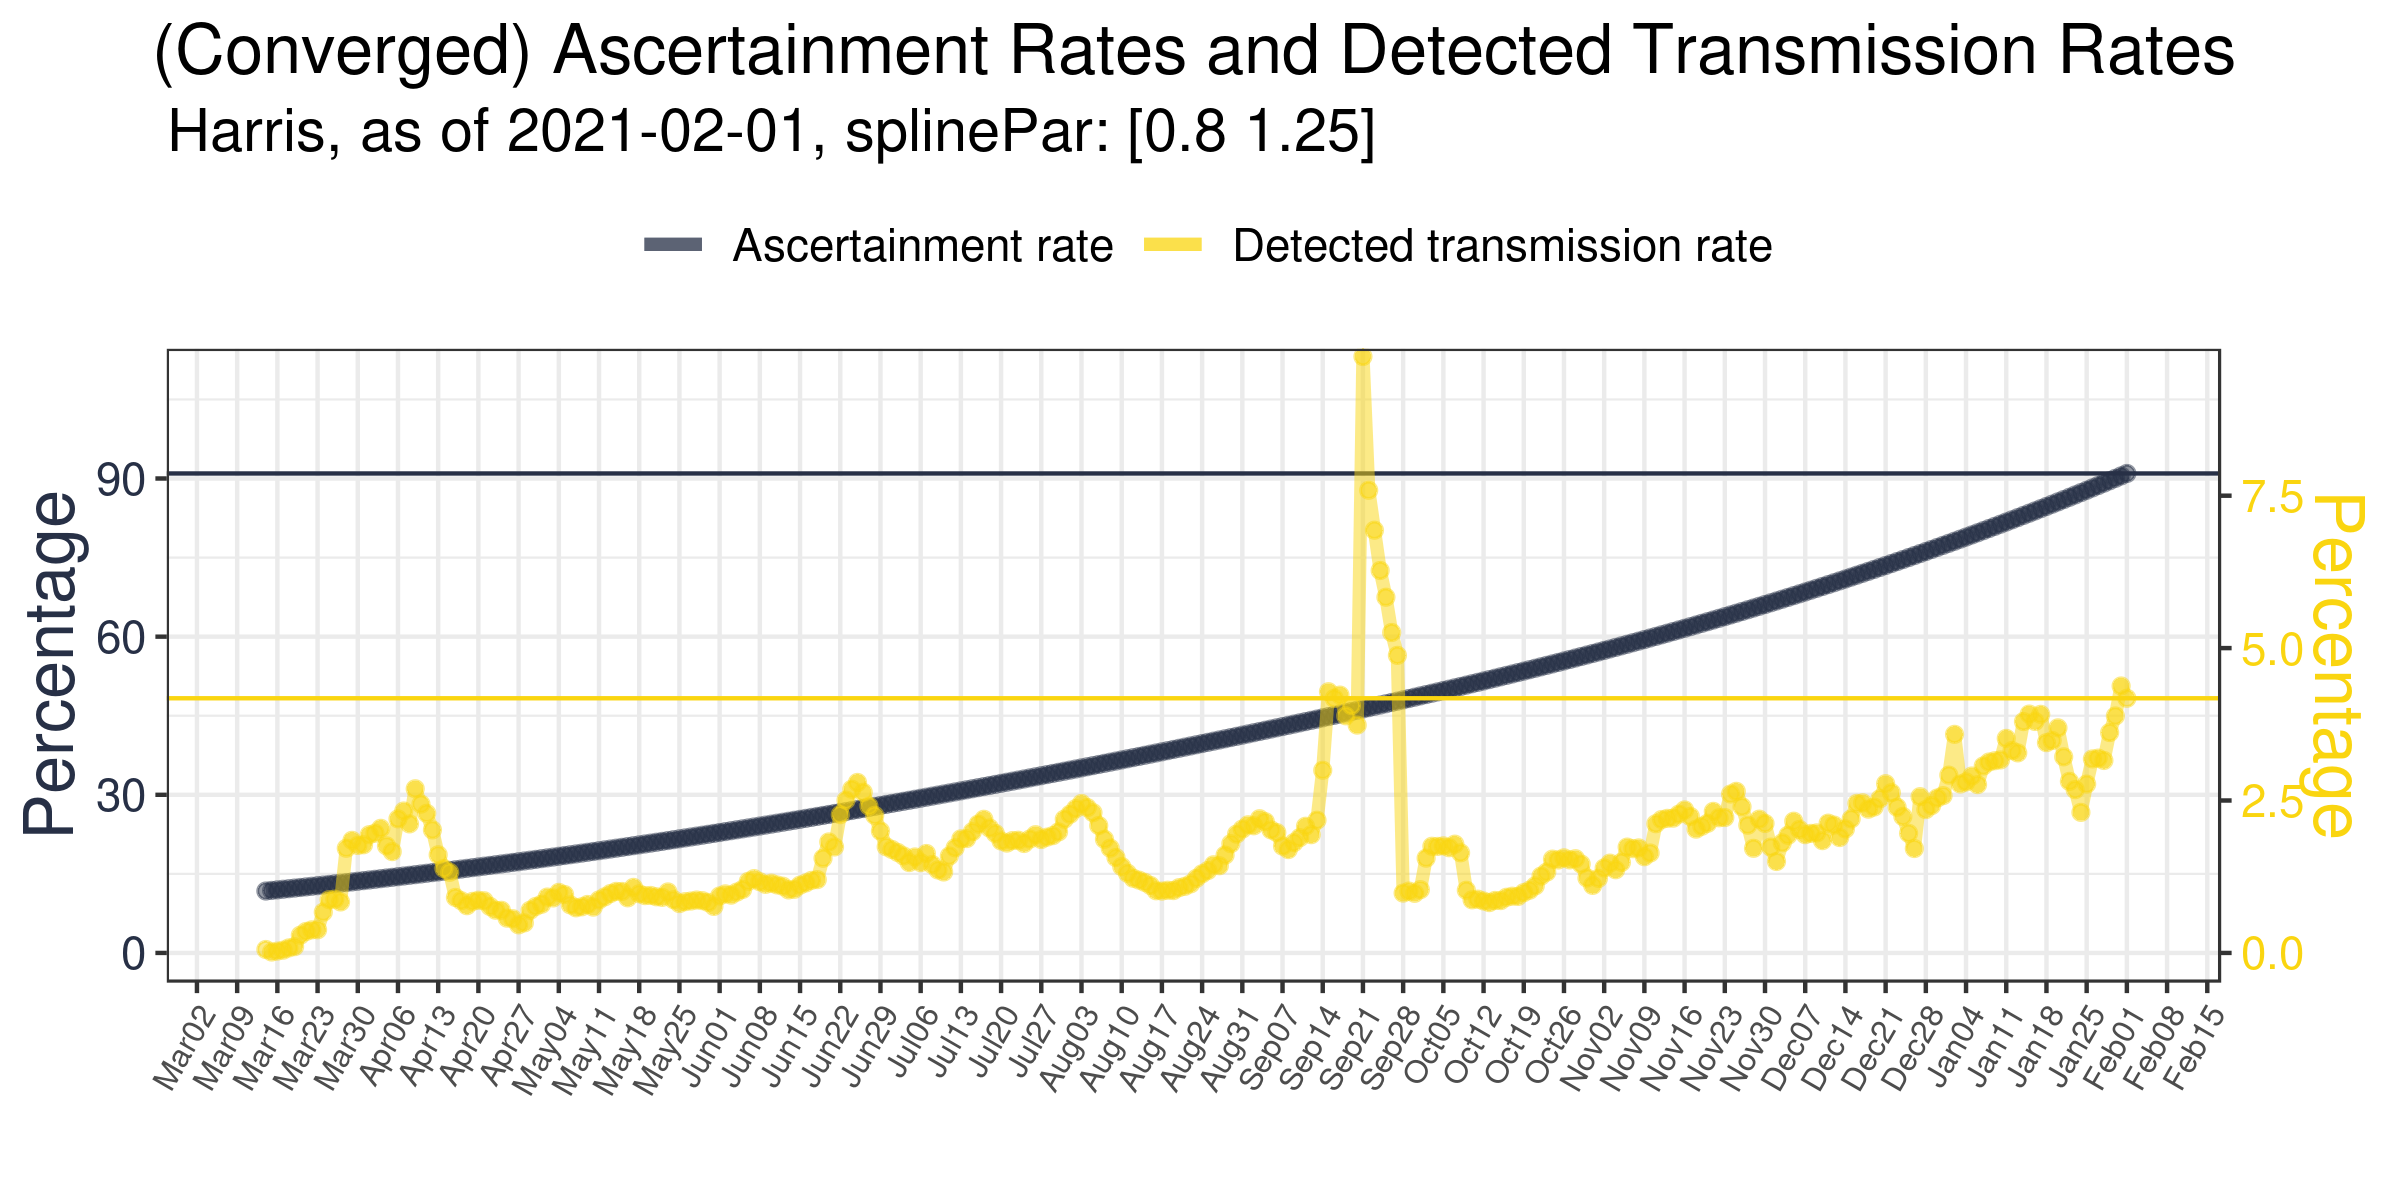 (Converged) Ascertainment Rates and Detected Transmission Rates
Harris, as of 2021-02-01, splinePar: [0.8 1.25]
Ascertainment rate
Detected transmission rate
Percentage
90
60
30
0
7.5
5.0
2.5
0.0
Percentage
Mar02
Mar09
Mar16
Mar23
Mar30
Apr06
Apr13
Apr20
Apr27
May04
May11
May18
May25
Jun01
Jun08
Jun15
Jun22
Jun29
Jul06
Jul13
Jul20
Jul27
Aug03
Aug10
Aug17
Aug24
Aug31
Sep07
Sep14
Sep21
Sep28
Oct05
Oct12
Oct19
Oct26
Nov02
Nov09
Nov16
Nov23
Nov30
Dec07
Dec14
Dec21
Dec28
Jan04
Jan11
Jan18
Jan25
Feb01
Feb08
Feb15